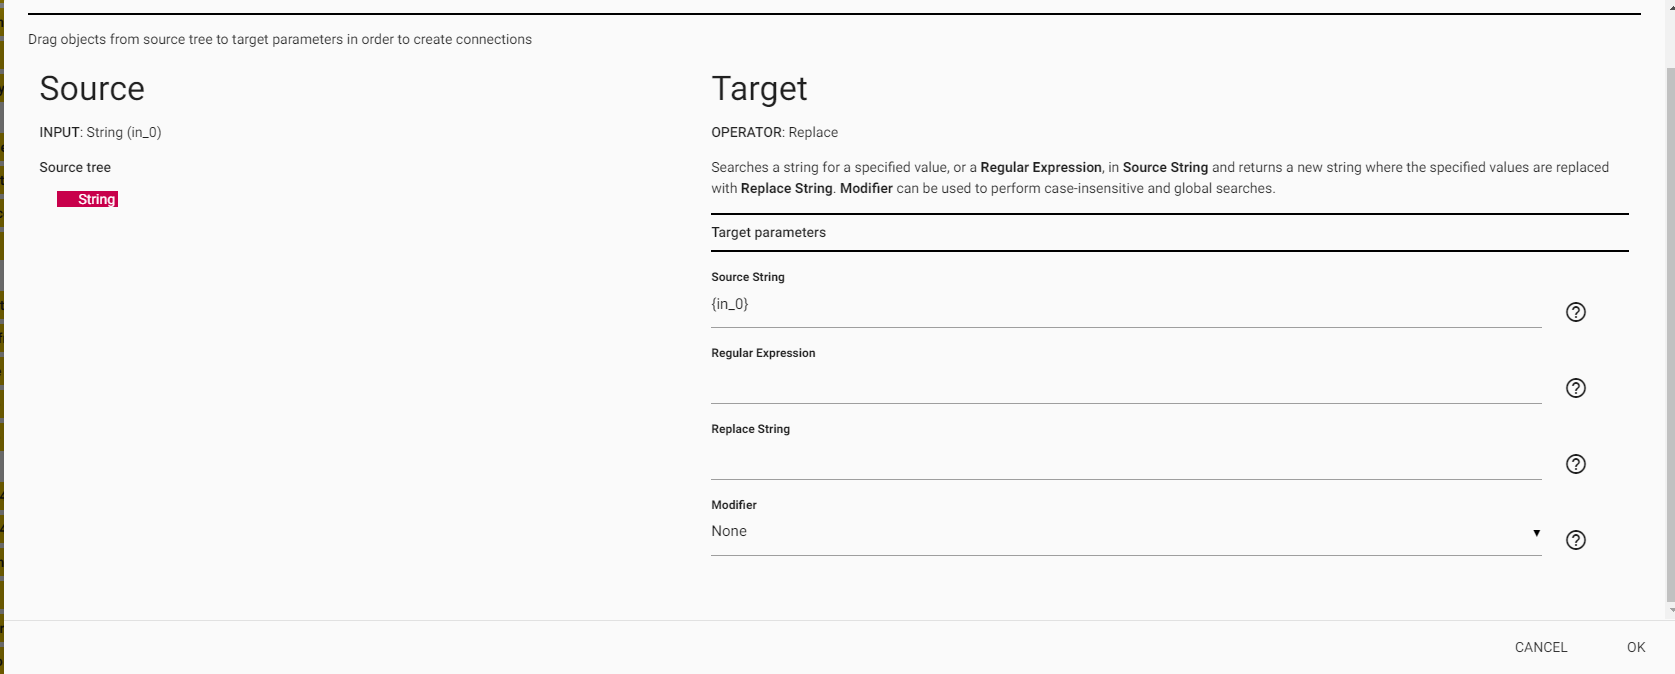 Drag objects from source tree to target parameters in order to create connections
Source
INPUT: String (in_0)
Source tree
String
Target
OPERATOR: Replace
Searches a string for a specified value, or a Regular Expression, in Source String and returns a new string where the specified values are replaced
with Replace String. Modifier can be used to perform case-insensitive and global searches.
Target parameters
Source String
{in_0}
Regular Expression
Replace String
Modifier
None
CANCEL
OK